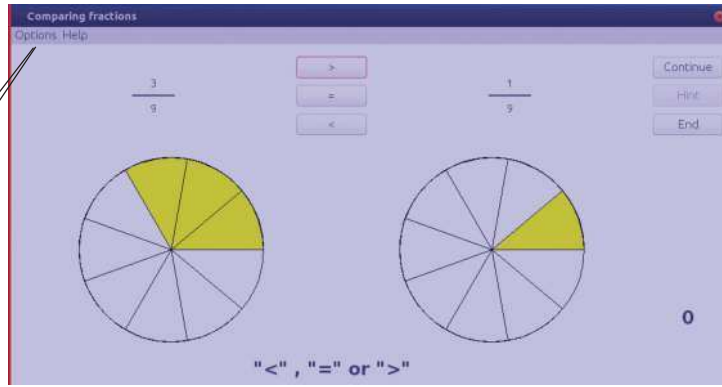 Comparing fractions
Options Help
3
9
>
=
<
1
9
Continue
Hint
End
0
"<" , "=" or ">"